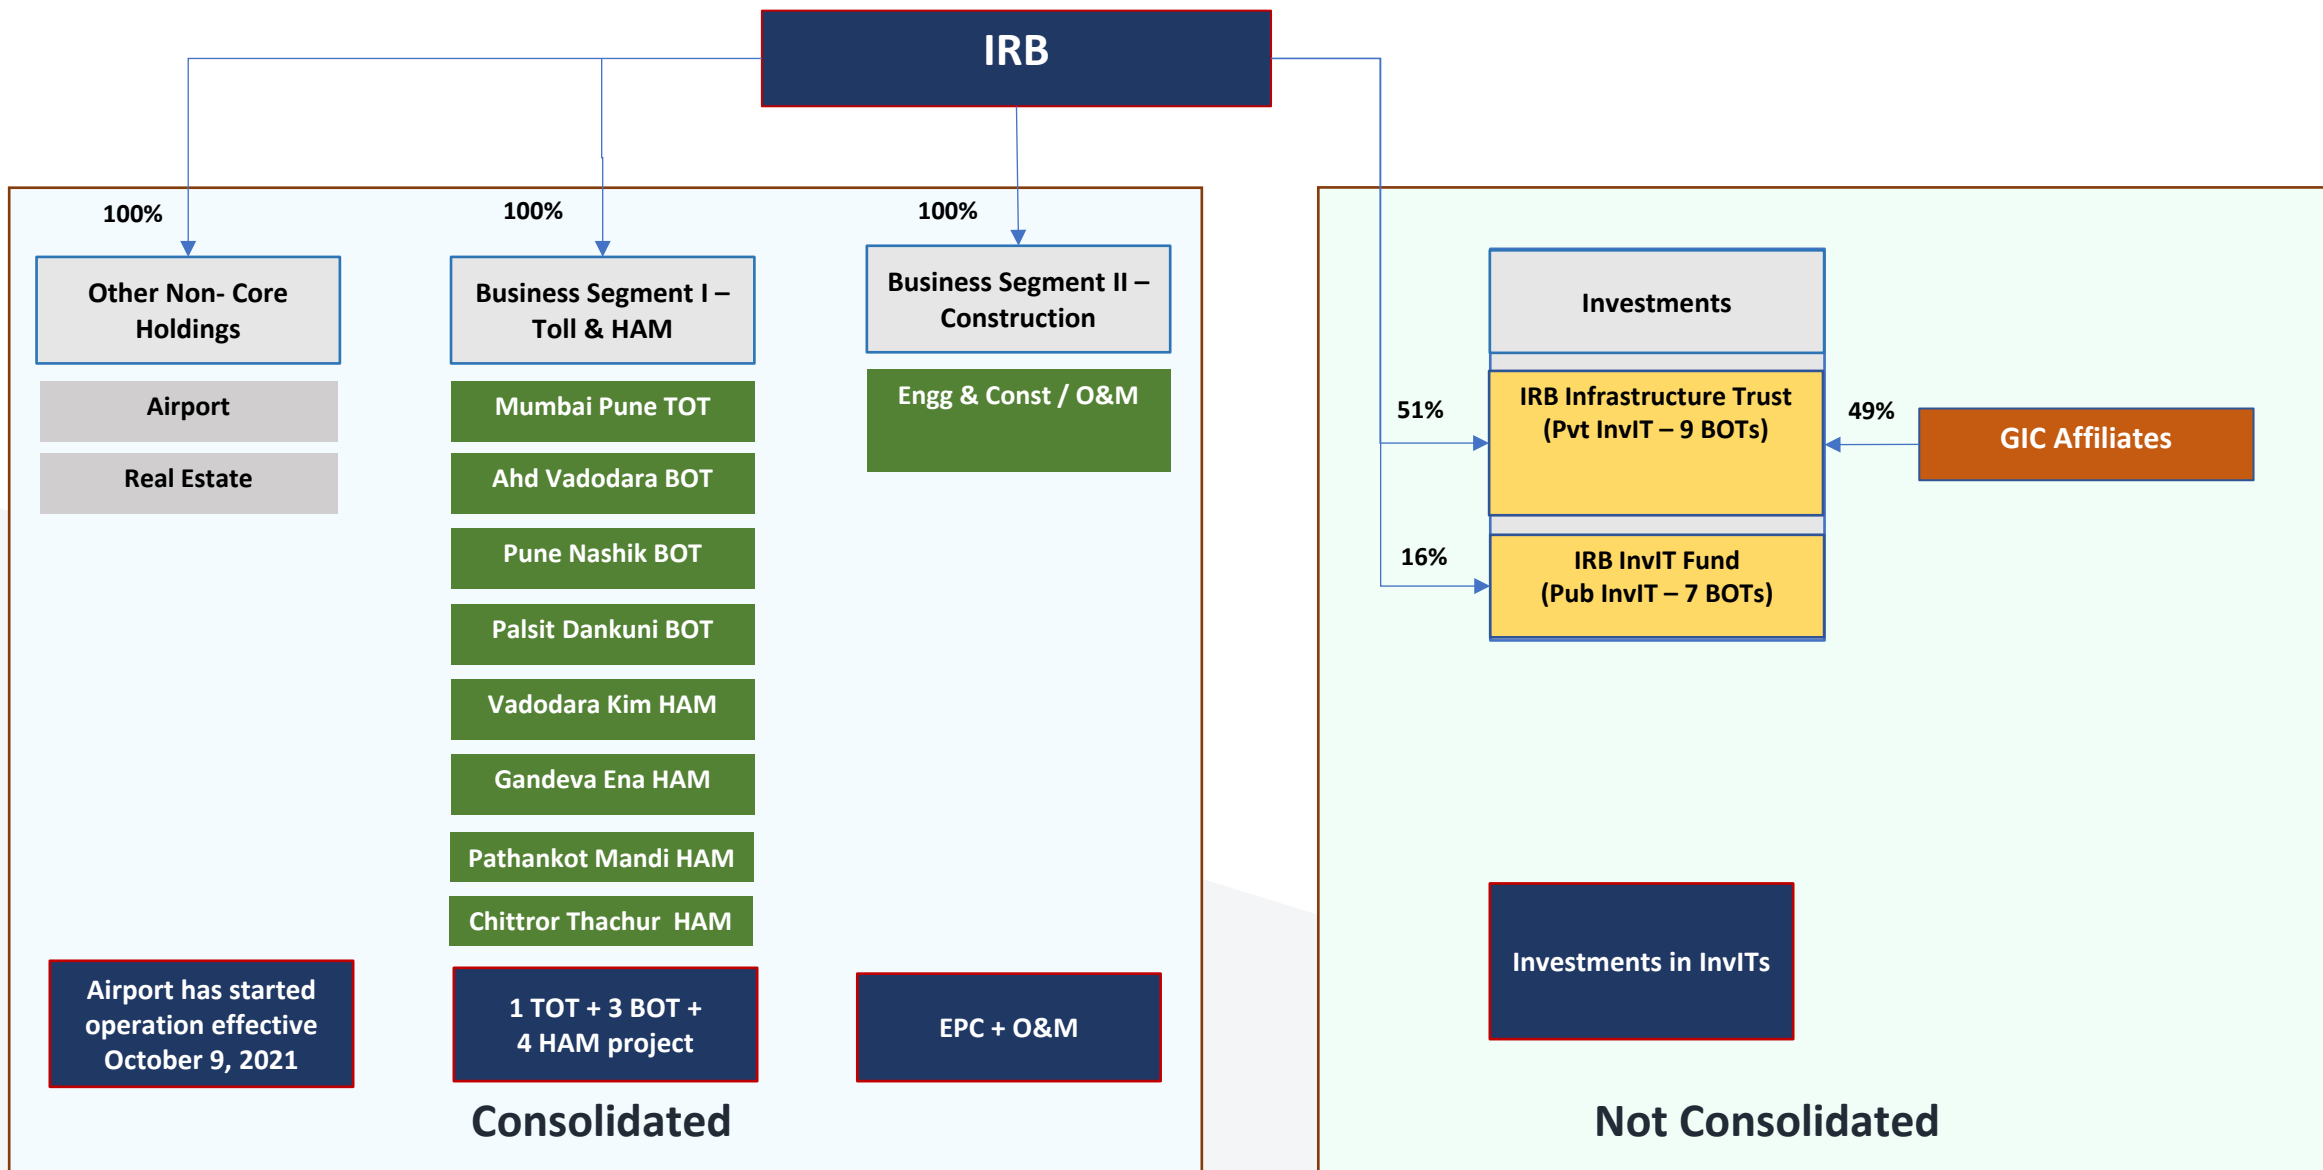 IRB
100%
Other Non- Core
Holdings
Airport
Real Estate
Airport has started
operation effective
October 9, 2021
100%
Business Segment I –
Toll & HAM
Mumbai Pune TOT
Ahd Vadodara BOT
Pune Nashik BOT
Palsit Dankuni BOT
Vadodara Kim HAM
Gandeva Ena HAM
Pathankot Mandi HAM
Chittror Thachur  HAM
1 TOT + 3 BOT +
4 HAM project
100%
Business Segment II –
Construction
Engg & Const / O&M
EPC + O&M
Consolidated
Investments
51%
IRB Infrastructure Trust
(Pvt InvIT – 9 BOTs)
49%
GIC Affiliates
16%
IRB InvIT Fund
(Pub InvIT – 7 BOTs)
Investments in InvITs
Not Consolidated